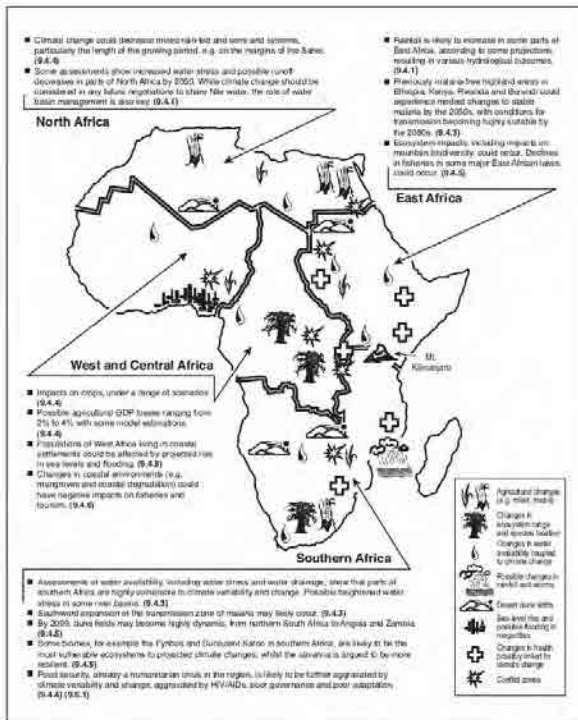 ■ Climate change could decrease mixed rain-fed and semi-arid systems,
particularly the length of the growing period, e.g. on the margins of the Sahel.
(9.4.4)
■ Some assessments show increased water stress and possible runoff
decreases in parts of North Africa by 2050. While climate change should be
considered in any future negotiations to share Nile water, the role of water
basin management is also key. (9.4.1)
North Africa
■ Rainfall is likely to increase in some parts of
East Africa, according to some projections,
resulting in various hydrological outcomes.
(9.4.1)
■ Previously malaria-free highland areas in
Ethiopia, Kenya, Rwanda and Burundi could
experience modest changes to stable
malaria by the 2050s, with conditions for
transmission becoming highly suitable by
the 2080s. (9.4.3)
■ Ecosystem impacts, including impacts on
mountain biodiversity, could occur. Declines
in fisheries in some major East African lakes
could occur. (9.4.5)
East Africa
Mt.
Kilimanjaro
West and Central Africa
■ Impacts on crops, under a range of scenarios
(9.4.4)
■ Possible agricultural GDP losses ranging from
2% to 4% with some model estimations.
(9.4.4)
■ Populations of West Africa living in coastal
settlements could be affected by projected rise
in sea levels and flooding. (9.4.6)
■ Changes in coastal environments (e.g.
mangroves and coastal degradation) could
have negative impacts on fisheries and
tourism. (9.4.6)
Southern Africa
■ Assessments of water availability, including water stress and water drainage, show that parts of
southern Africa are highly vulnerable to climate variability and change. Possible heightened water
stress in some river basins. (9.4.3)
■ Southward expansion of the transmission zone of malaria may likely occur. (9.4.3)
■ By 2099, dune fields may become highly dynamic, from northern South Africa to Angola and Zambia.
(9.4.5)
■ Some biomes, for example the Fynbos and Succulent Karoo in southern Africa, are likely to be the
most vulnerable ecosystems to projected climate changes, whilst the savanna is argued to be more
resilient. (9.4.5)
■ Food security, already a humanitarian crisis in the region, is likely to be further aggravated by
climate variability and change, aggravated by HIV/AIDs, poor governance and poor adaptation.
(9.4.4) (9.6.1)
Agricultural changes
(e.g. millet, maize)
Changes in
ecosystem range
and species location
Changes in water
availability coupled
to climate change
Possible changes in
rainfall and storms
Desert dune shifts
Sea-level rise and
possible flooding in
megacities
Changes in health
possibly linked to
climate change
Conflict zones